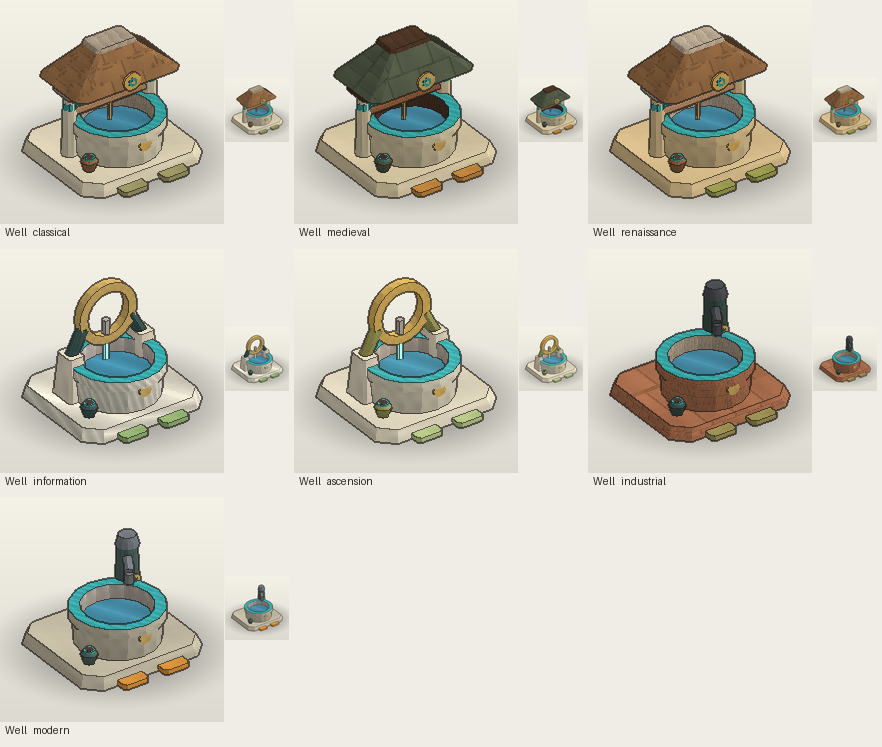 Well classical
Well medieval
Well renaissance
Well information
Well ascension
Well industrial
Well modern